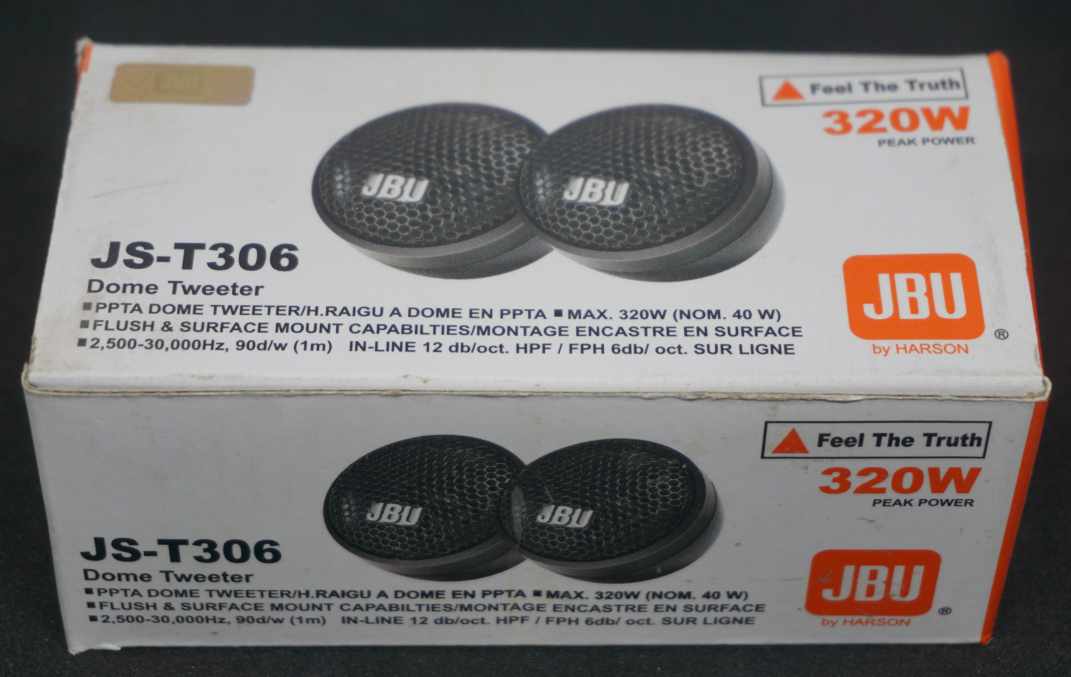 Feel The Truth
320W
PEAK POWER
JBU JBU
JS-T306
Dome Tweeter
■PPTA DOME TWEETER/H.RAIGU A DOME EN PPTA ■ MAX. 320W (NOM. 40 W)
■FLUSH & SURFACE MOUNT CAPABILTIES/MONTAGE ENCASTRE EN SURFACE
■2,500-30,000Hz, 90d/w (1m) IN-LINE 12 db/oct. HPF / FPH 6db/ oct. SUR LIGNE
JBU ®
by HARSON
Feel The Truth
320W
PEAK POWER
JBU JBU
JS-T306
Dome Tweeter
■PPTA DOME TWEETER/H.RAIGU A DOME EN PPTA ■ MAX. 320W (NOM. 40 W)
■FLUSH & SURFACE MOUNT CAPABILTIES/MONTAGE ENCASTRE EN SURFACE
■2,500-30,000Hz, 90d/w (1m) IN-LINE 12 db/oct. HPF / FPH 6db/ oct. SUR LIGNE
JBU ®
by HARSON